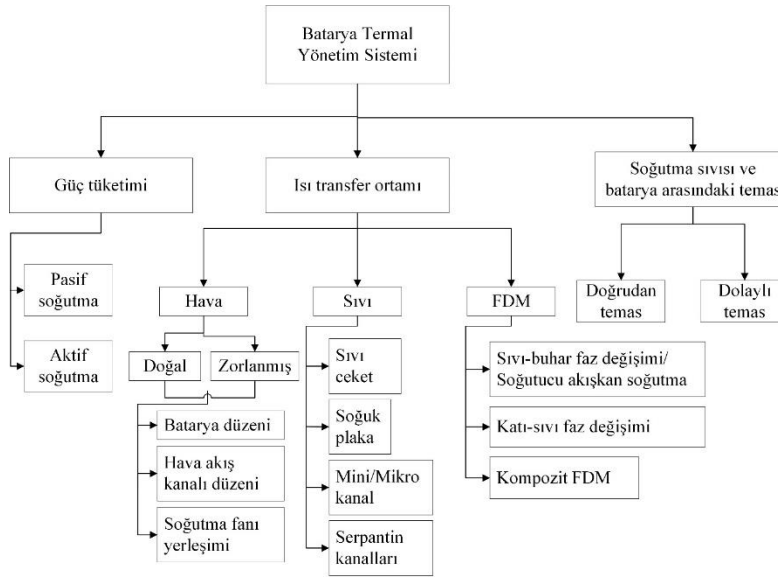 Batarya Termal
Yönetim Sistemi
Güç tüketimi
Isı transfer ortamı
Soğutma sıvısı ve
batarya arasındaki temas
Pasif
soğutma
Aktif
soğutma
Hava
Sıvı
FDM
Doğrudan
temas
Dolaylı
temas
Doğal
Zorlanmış
Batarya düzeni
Hava akış
kanalı düzeni
Soğutma fanı
yerleşimi
Sıvı
ceket
Soğuk
plaka
Mini/Mikro
kanal
Serpantin
kanalları
Sıvı-buhar faz değişimi/
Soğutucu akışkan soğutma
Katı-sıvı faz değişimi
Kompozit FDM